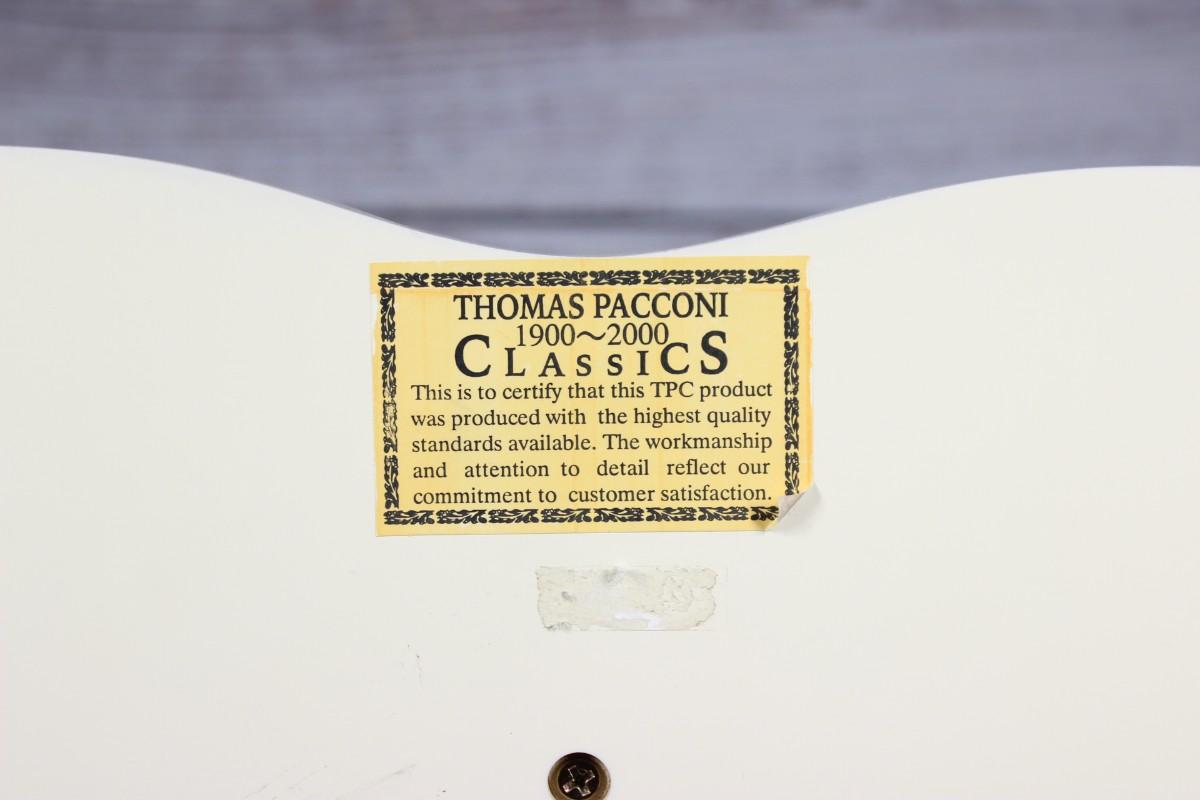 THOMAS PACCONI
1900~2000
CLASSICS
This is to certify that this TPC product
was produced with the highest quality
standards available. The workmanship
and attention to detail reflect our
commitment to customer satisfaction.